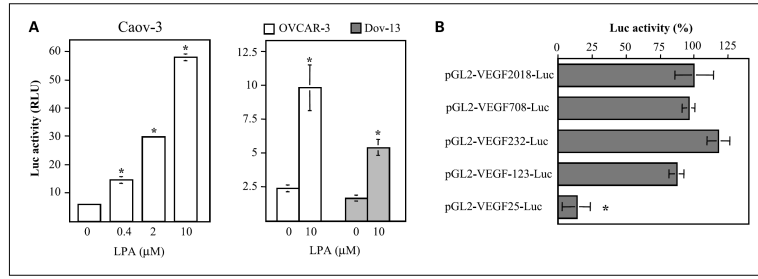 A
Caov-3
Luc activity (RLU)
60
50
40
30
20
10
*
*
*
0 0.4 2 10
LPA (μM)
OVCAR-3 Dov-13
12.5
10
7.5
5
2.5
*
*
0 10 0 10
LPA (μM)
B
Luc activity (%)
0 25 50 75 100 125
pGL2-VEGF2018-Luc
pGL2-VEGF708-Luc
pGL2-VEGF232-Luc
pGL2-VEGF-123-Luc
pGL2-VEGF25-Luc
*